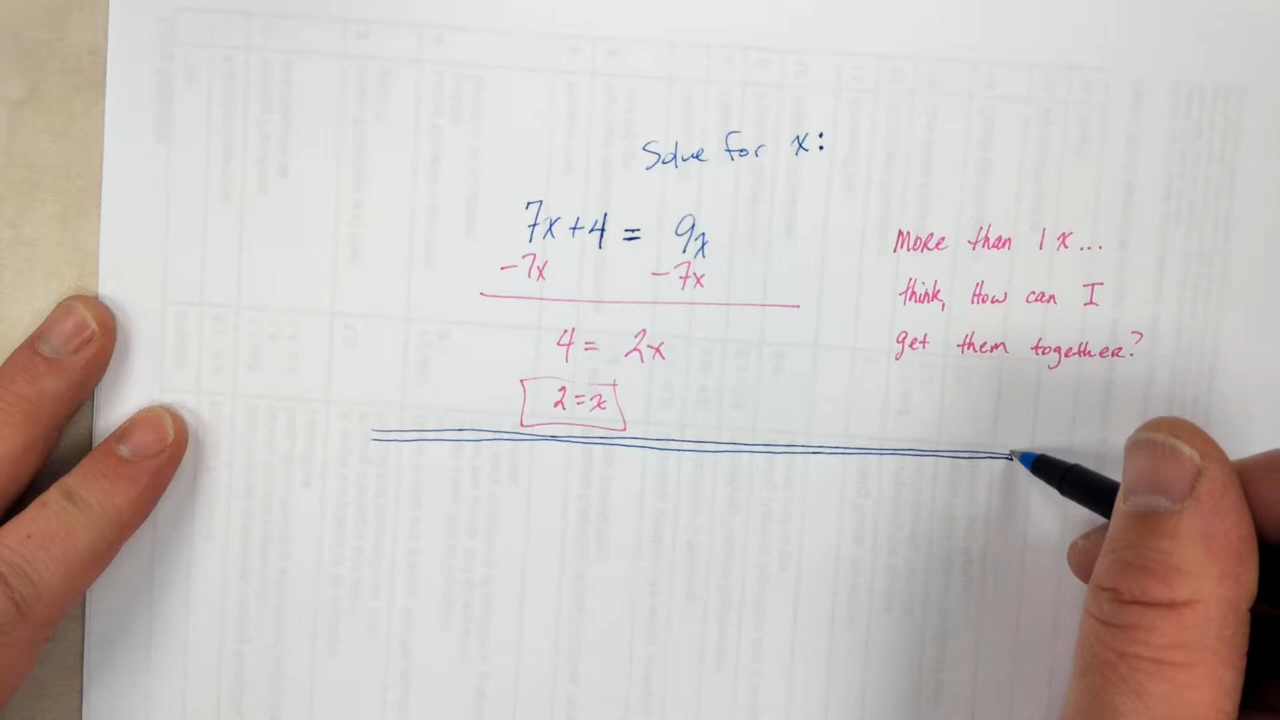 Solve for x:
7x+4 = 9x
-7x -7x
4 = 2x
2=x
More than 1 x...
think, How can I
get them together?